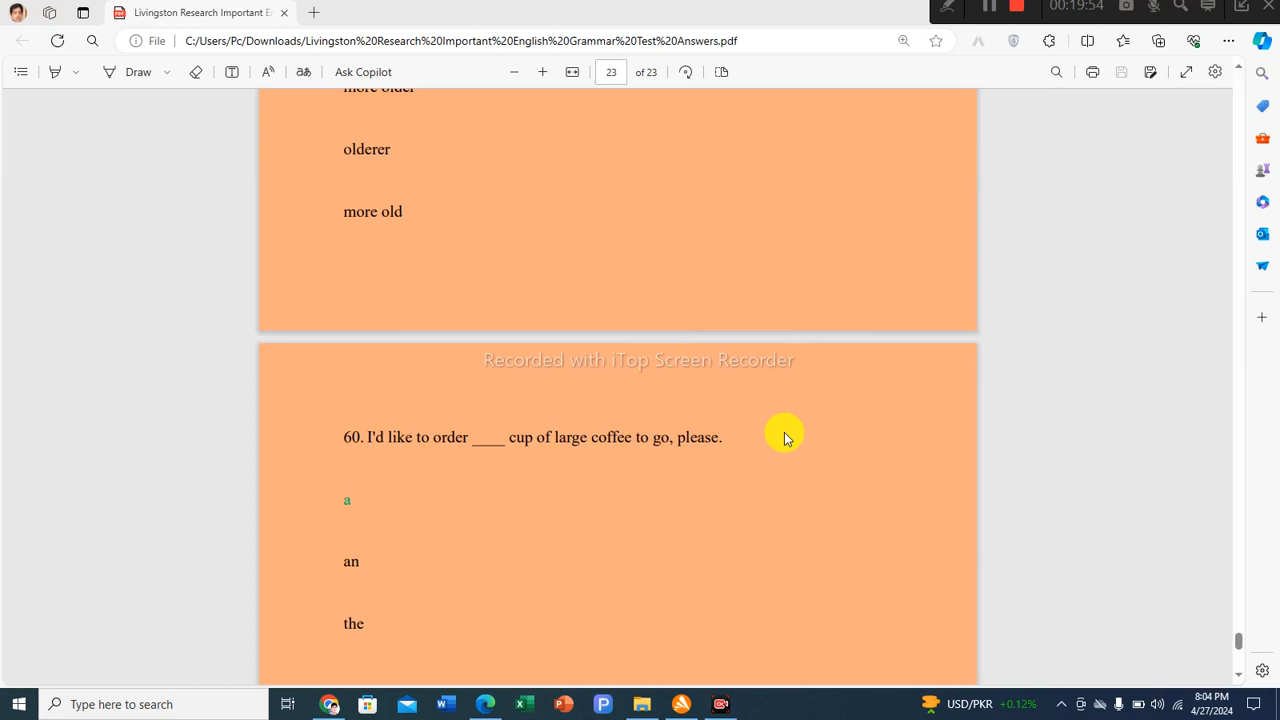 Livingston Research Important E
00:19:54
File
C:/Users/Pc/Downloads/Livingston%20Research%20Important%20English%20Grammar%20Test%20Answers.pdf
Draw
Ask Copilot
23
of 23
more older
olderer
more old
Recorded with iTop Screen Recorder
60. I'd like to order ____ cup of large coffee to go, please.
a
an
the
Type here to search
USD/PKR +0.12%
8:04 PM
4/27/2024